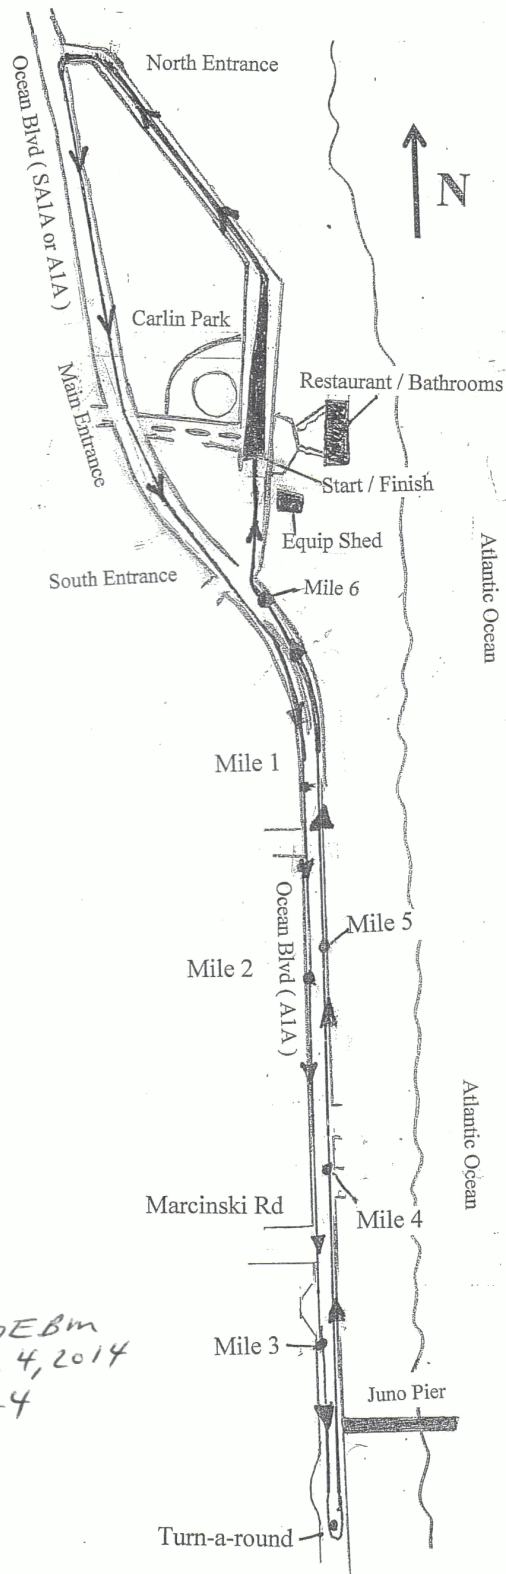 North Entrance
Ocean Blvd ( SA1A or A1A )
N
Carlin Park
Restaurant / Bathrooms
Main Entrance
Start / Finish
Equip Shed
Atlantic Ocean
South Entrance
Mile 6
Mile 1
Mile 5
Ocean Blvd ( A1A )
Mile 2
Atlantic Ocean
Marcinski Rd
Mile 4
4, 2014
Mile 3
Juno Pier
Turn-a-round